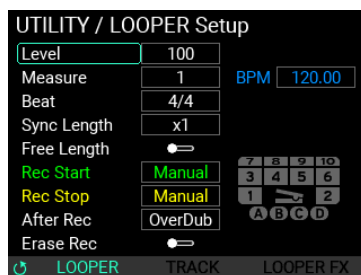 UTILITY / LOOPER Setup
Level 100
Measure 1 BPM 120.00
Beat 4/4
Sync Length x1
Free Length
Rec Start Manual
Rec Stop Manual
After Rec OverDub
Erase Rec
7 8 9 10
3 4 5 6
1 2
A B C D
LOOPER TRACK LOOPER FX